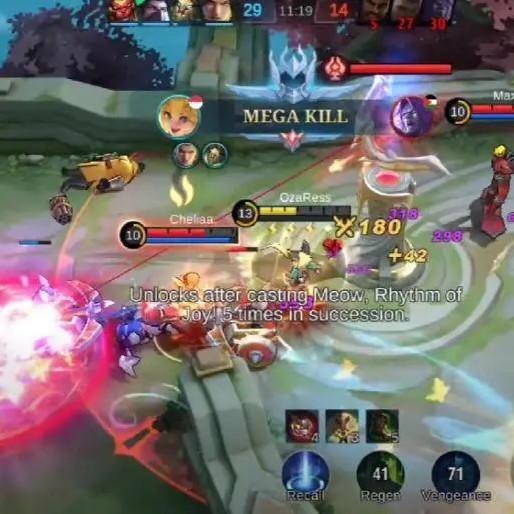 29 11:19 14
5 27 30
MEGA KILL
10 Max
13 OzaRess
10 Cheliaa
180
318
298
+42
Unlocks after casting Meow, Rhythm of
Joy! 5 times in succession.
4 3 5
41 71
Recall Regen Vengeance